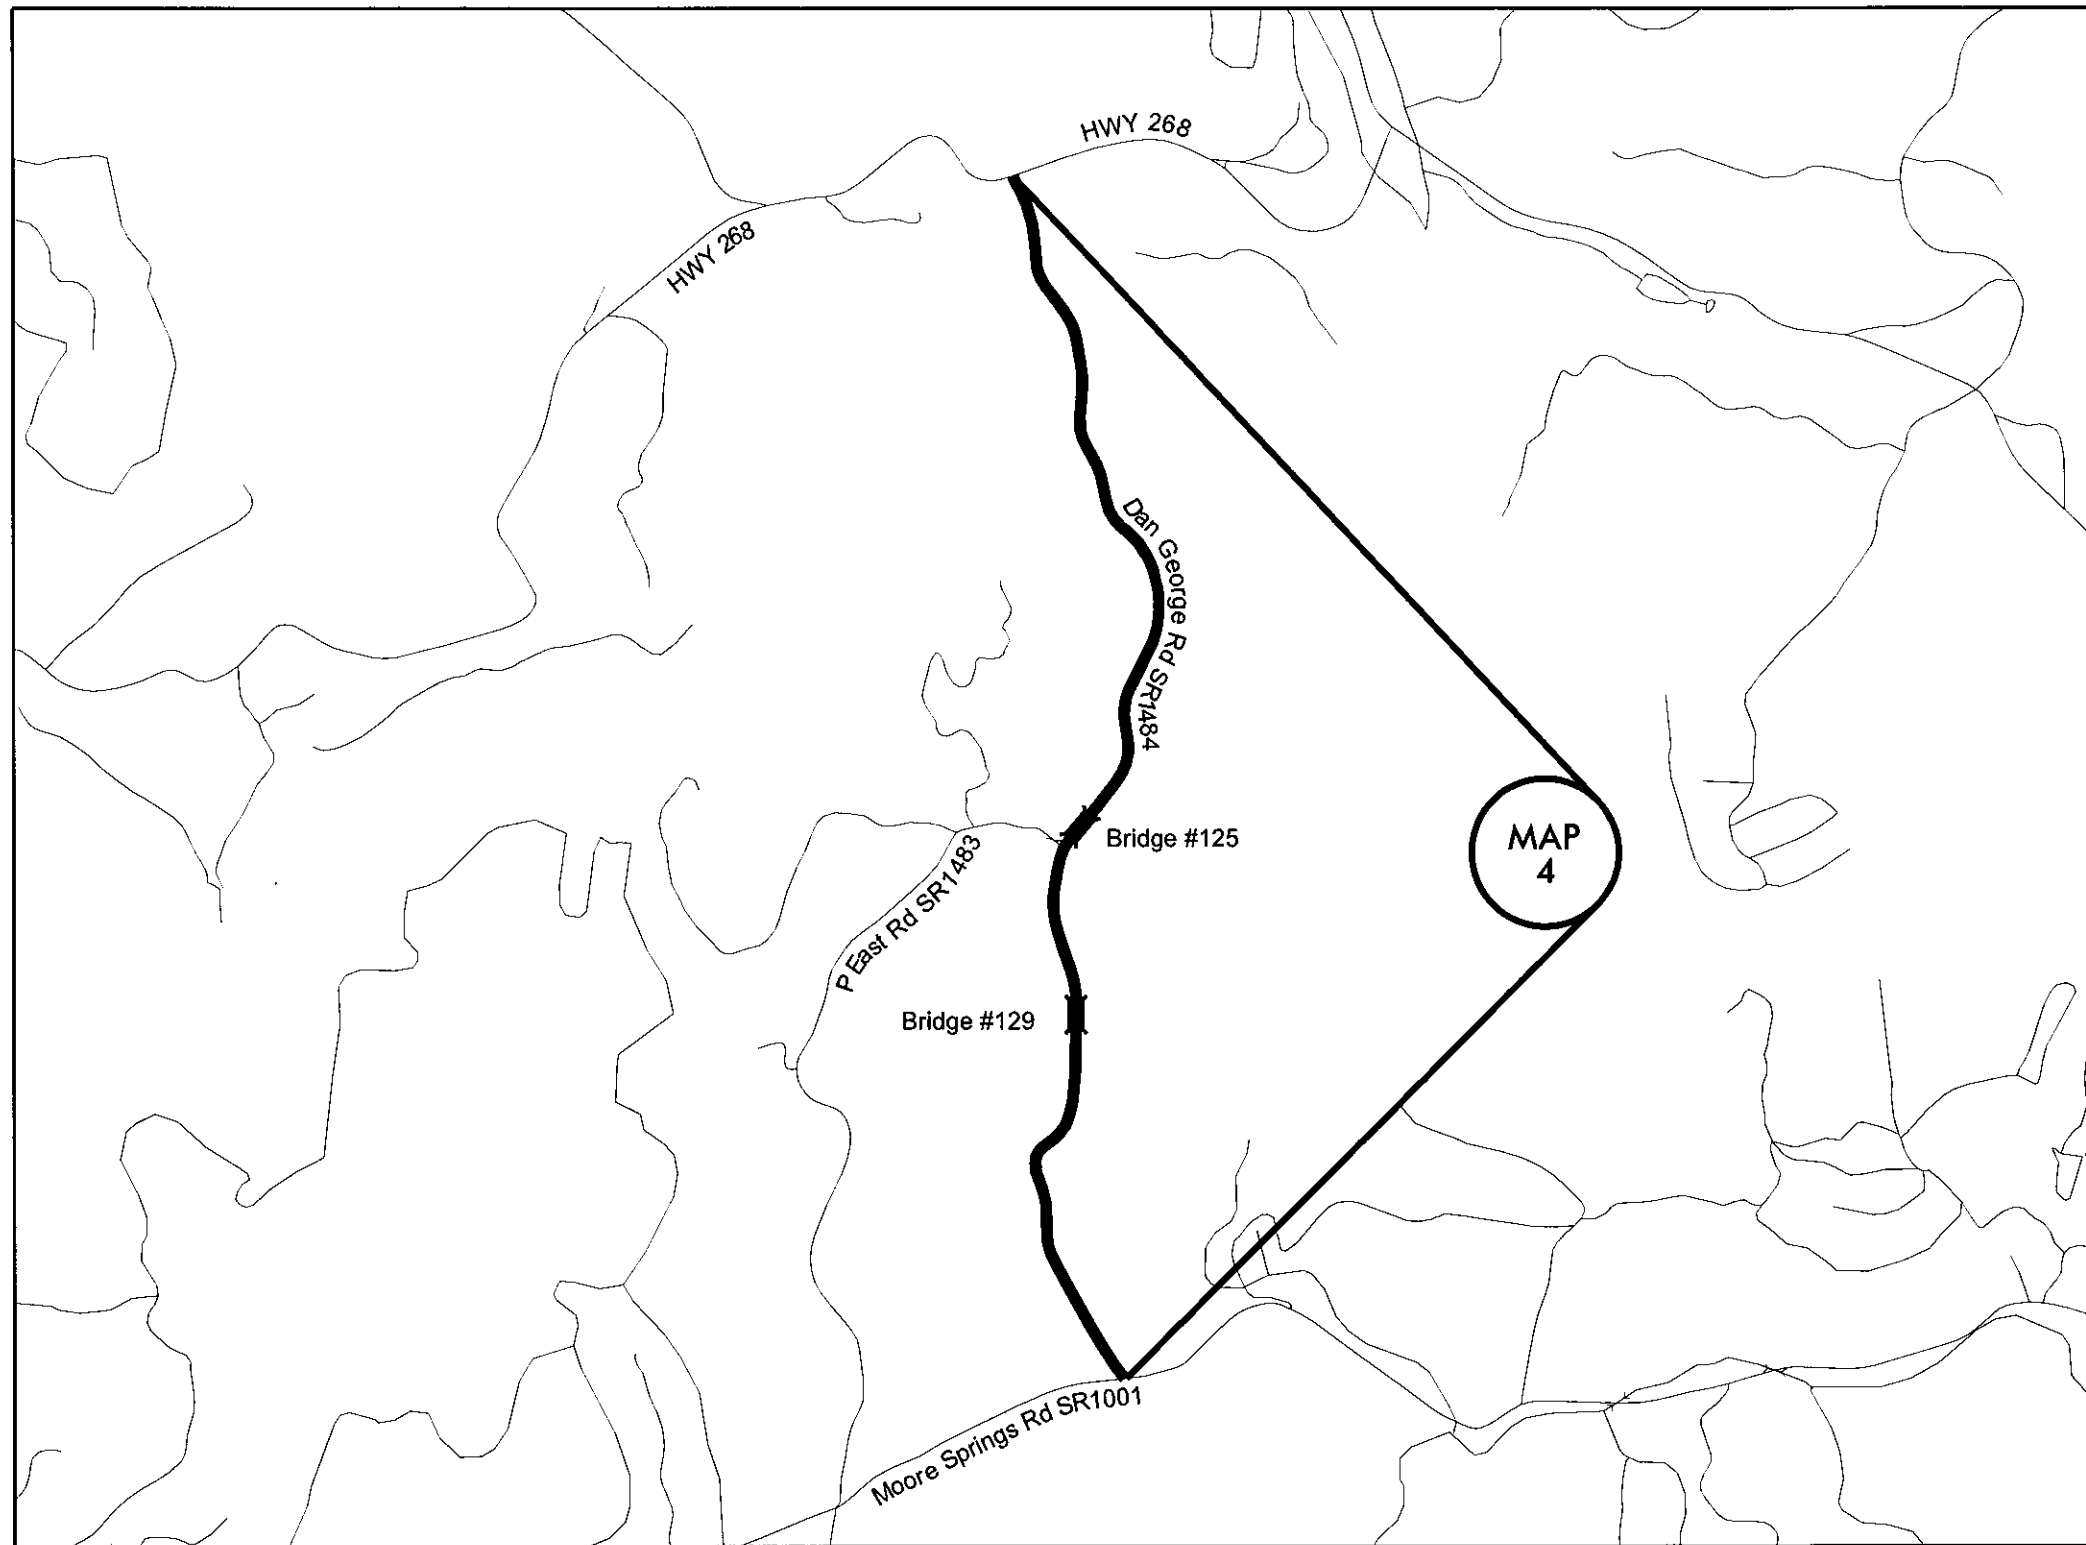 HWY 268
HWY 268
Dan George Rd SR1484
Bridge #125
MAP
4
P East Rd SR1483
Bridge #129
Moore Springs Rd SR1001